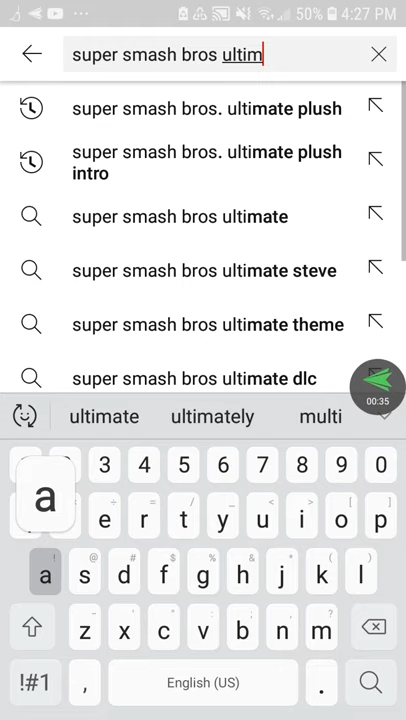 50% 4:27 PM
super smash bros ultim
super smash bros. ultimate plush
super smash bros. ultimate plush
intro
super smash bros ultimate
super smash bros ultimate steve
super smash bros ultimate theme
super smash bros ultimate dlc
00:35
ultimate ultimately multi
3 4 5 6 7 8 9 0
a
e r t y u i o p
a s d f g h j k l
z x c v b n m
!#1 , English (US) .